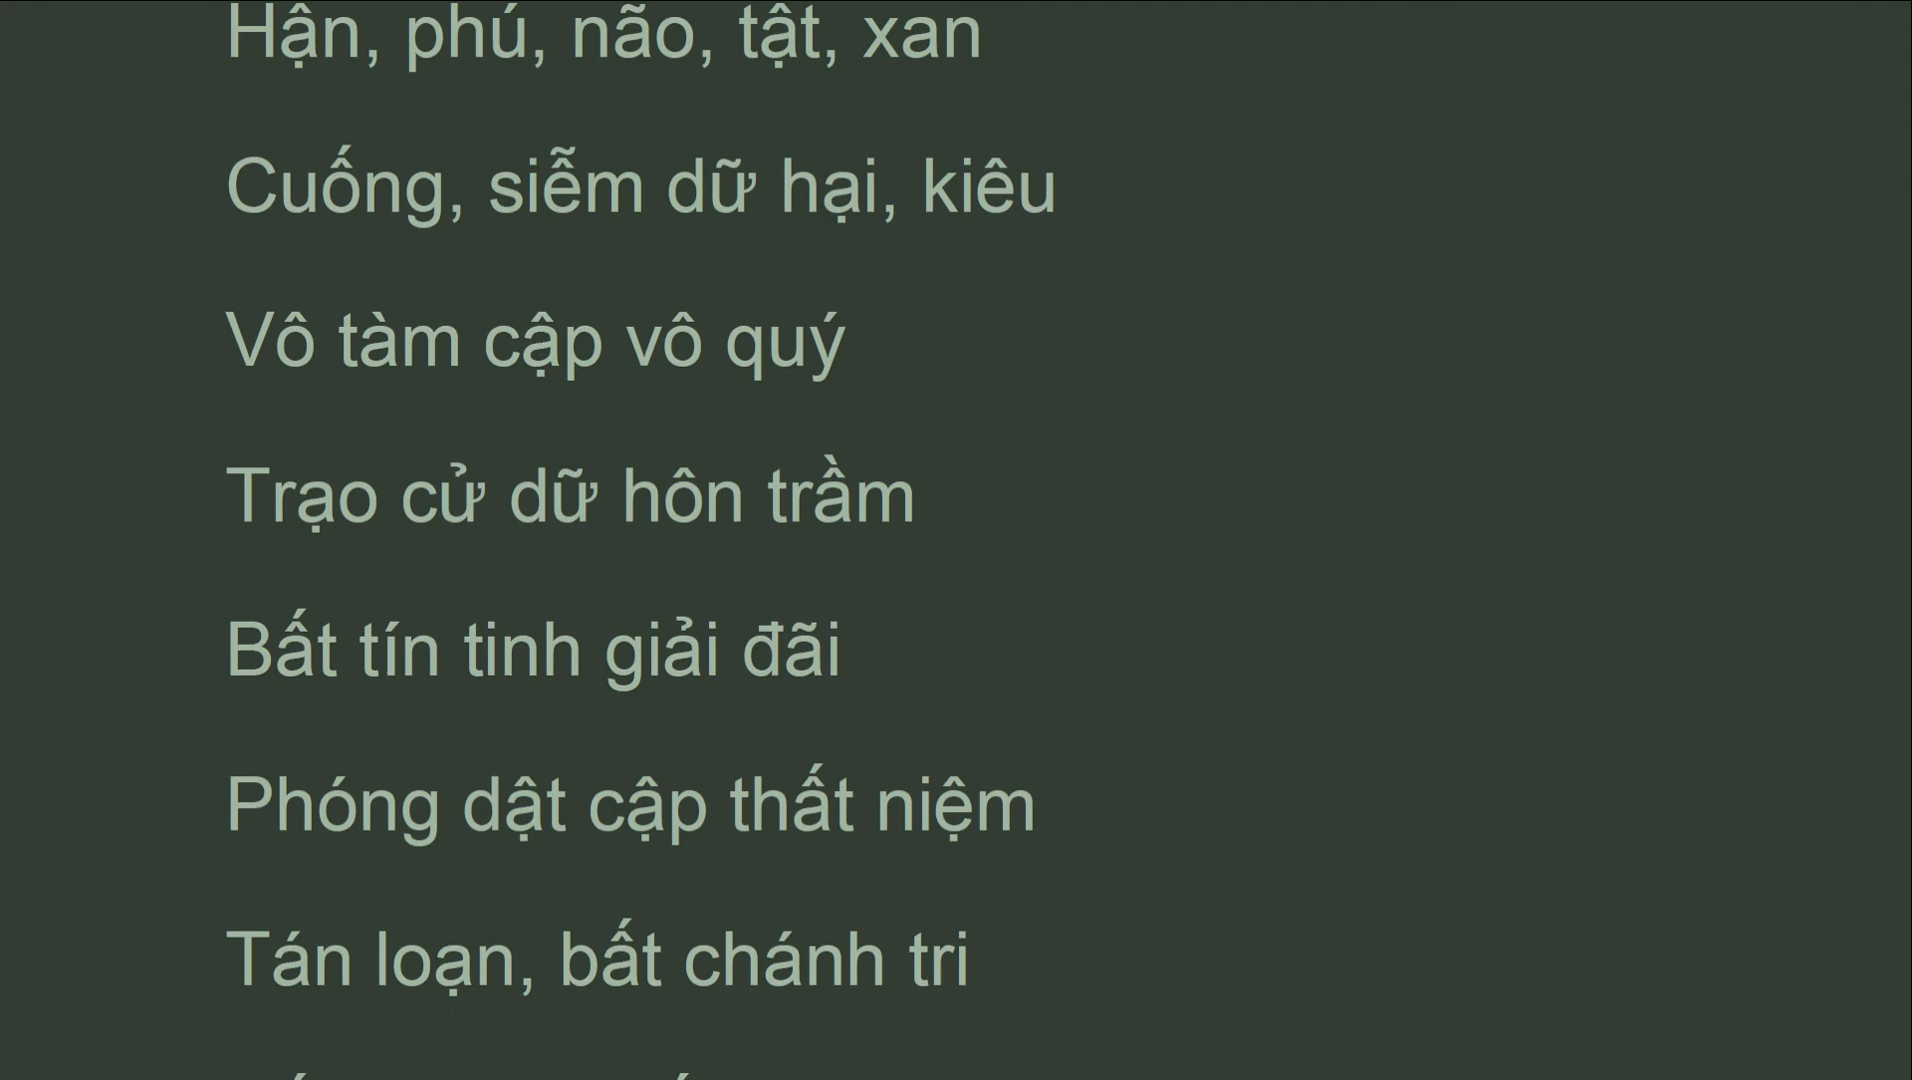 Hận, phú, não, tật, xan
Cuống, siễm dữ hại, kiêu
Vô tàm cập vô quý
Trạo cử dữ hôn trầm
Bất tín tinh giải đãi
Phóng dật cập thất niệm
Tán loạn, bất chánh tri